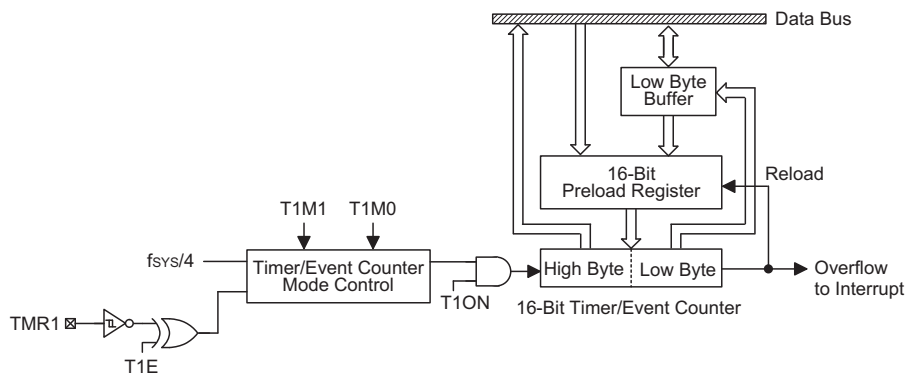 Data Bus
Low Byte
Buffer
16-Bit
Preload Register
Reload
T1M1
T1M0
fSYS/4
Timer/Event Counter
Mode Control
T1ON
High Byte
Low Byte
16-Bit Timer/Event Counter
Overflow
to Interrupt
TMR1
T1E